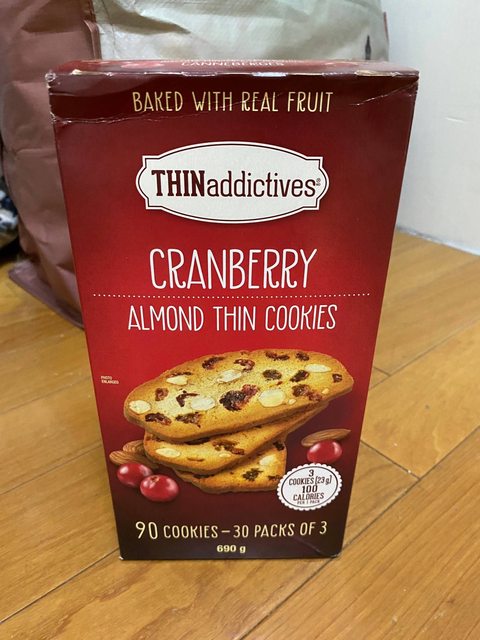 BAKED WITH REAL FRUIT
THINaddictives®
CRANBERRY
ALMOND THIN COOKIES
PHOTO
ENLARGED
3
COOKIES (23 g)
100
CALORIES
PER 1 PACK
90 COOKIES – 30 PACKS OF 3
690 g